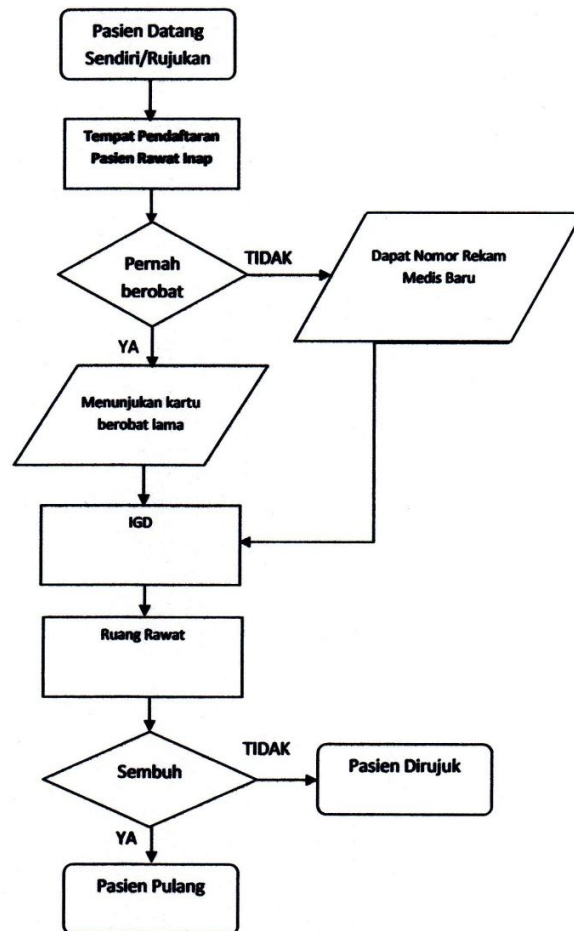 Pasien Datang
Sendiri/Rujukan
Tempat Pendaftaran
Pasien Rawat Inap
Pernah
berobat
TIDAK
Dapat Nomor Rekam
Medis Baru
YA
Menunjukan kartu
berobat lama
IGD
Ruang Rawat
Sembuh
TIDAK
Pasien Dirujuk
YA
Pasien Pulang